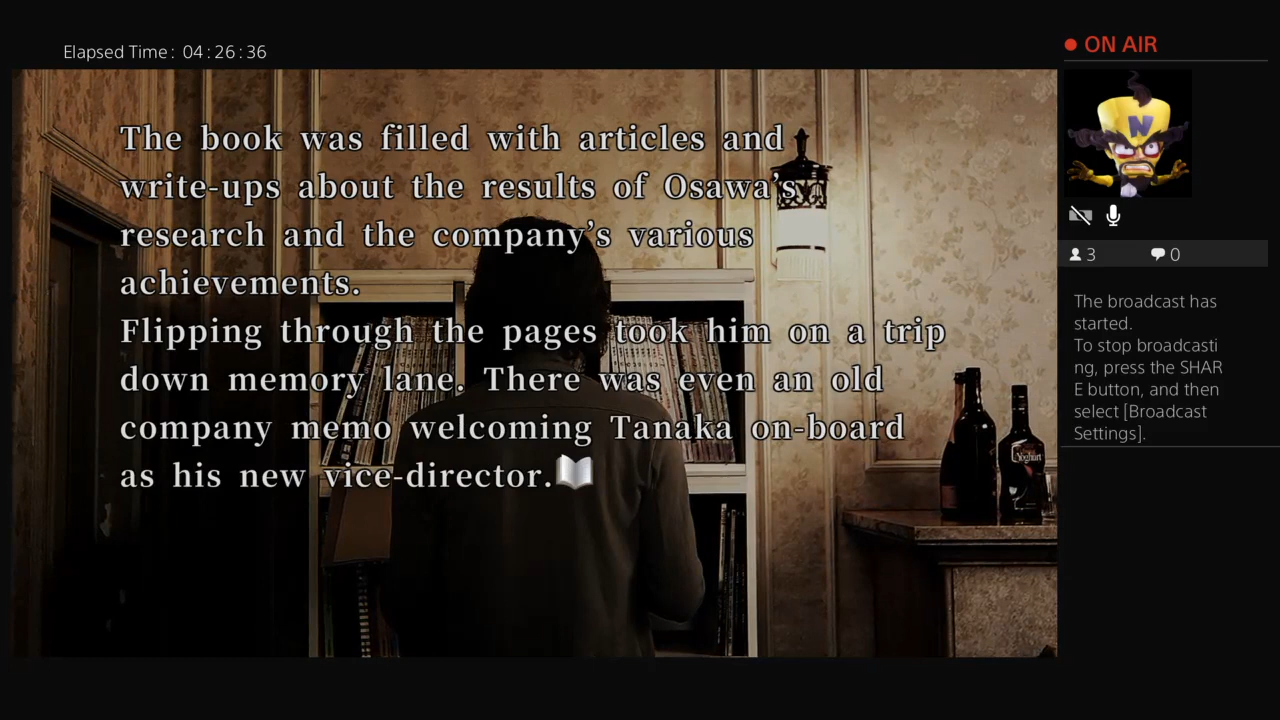 Elapsed Time: 04:26:36
ON AIR
The book was filled with articles and
write-ups about the results of Osawa's
research and the company's various
achievements.
Flipping through the pages took him on a trip
down memory lane. There was even an old
company memo welcoming Tanaka on-board
as his new vice-director.
N
3
0
The broadcast has
started.
To stop broadcasti
ng, press the SHAR
E button, and then
select [Broadcast
Settings].
Yoghurt